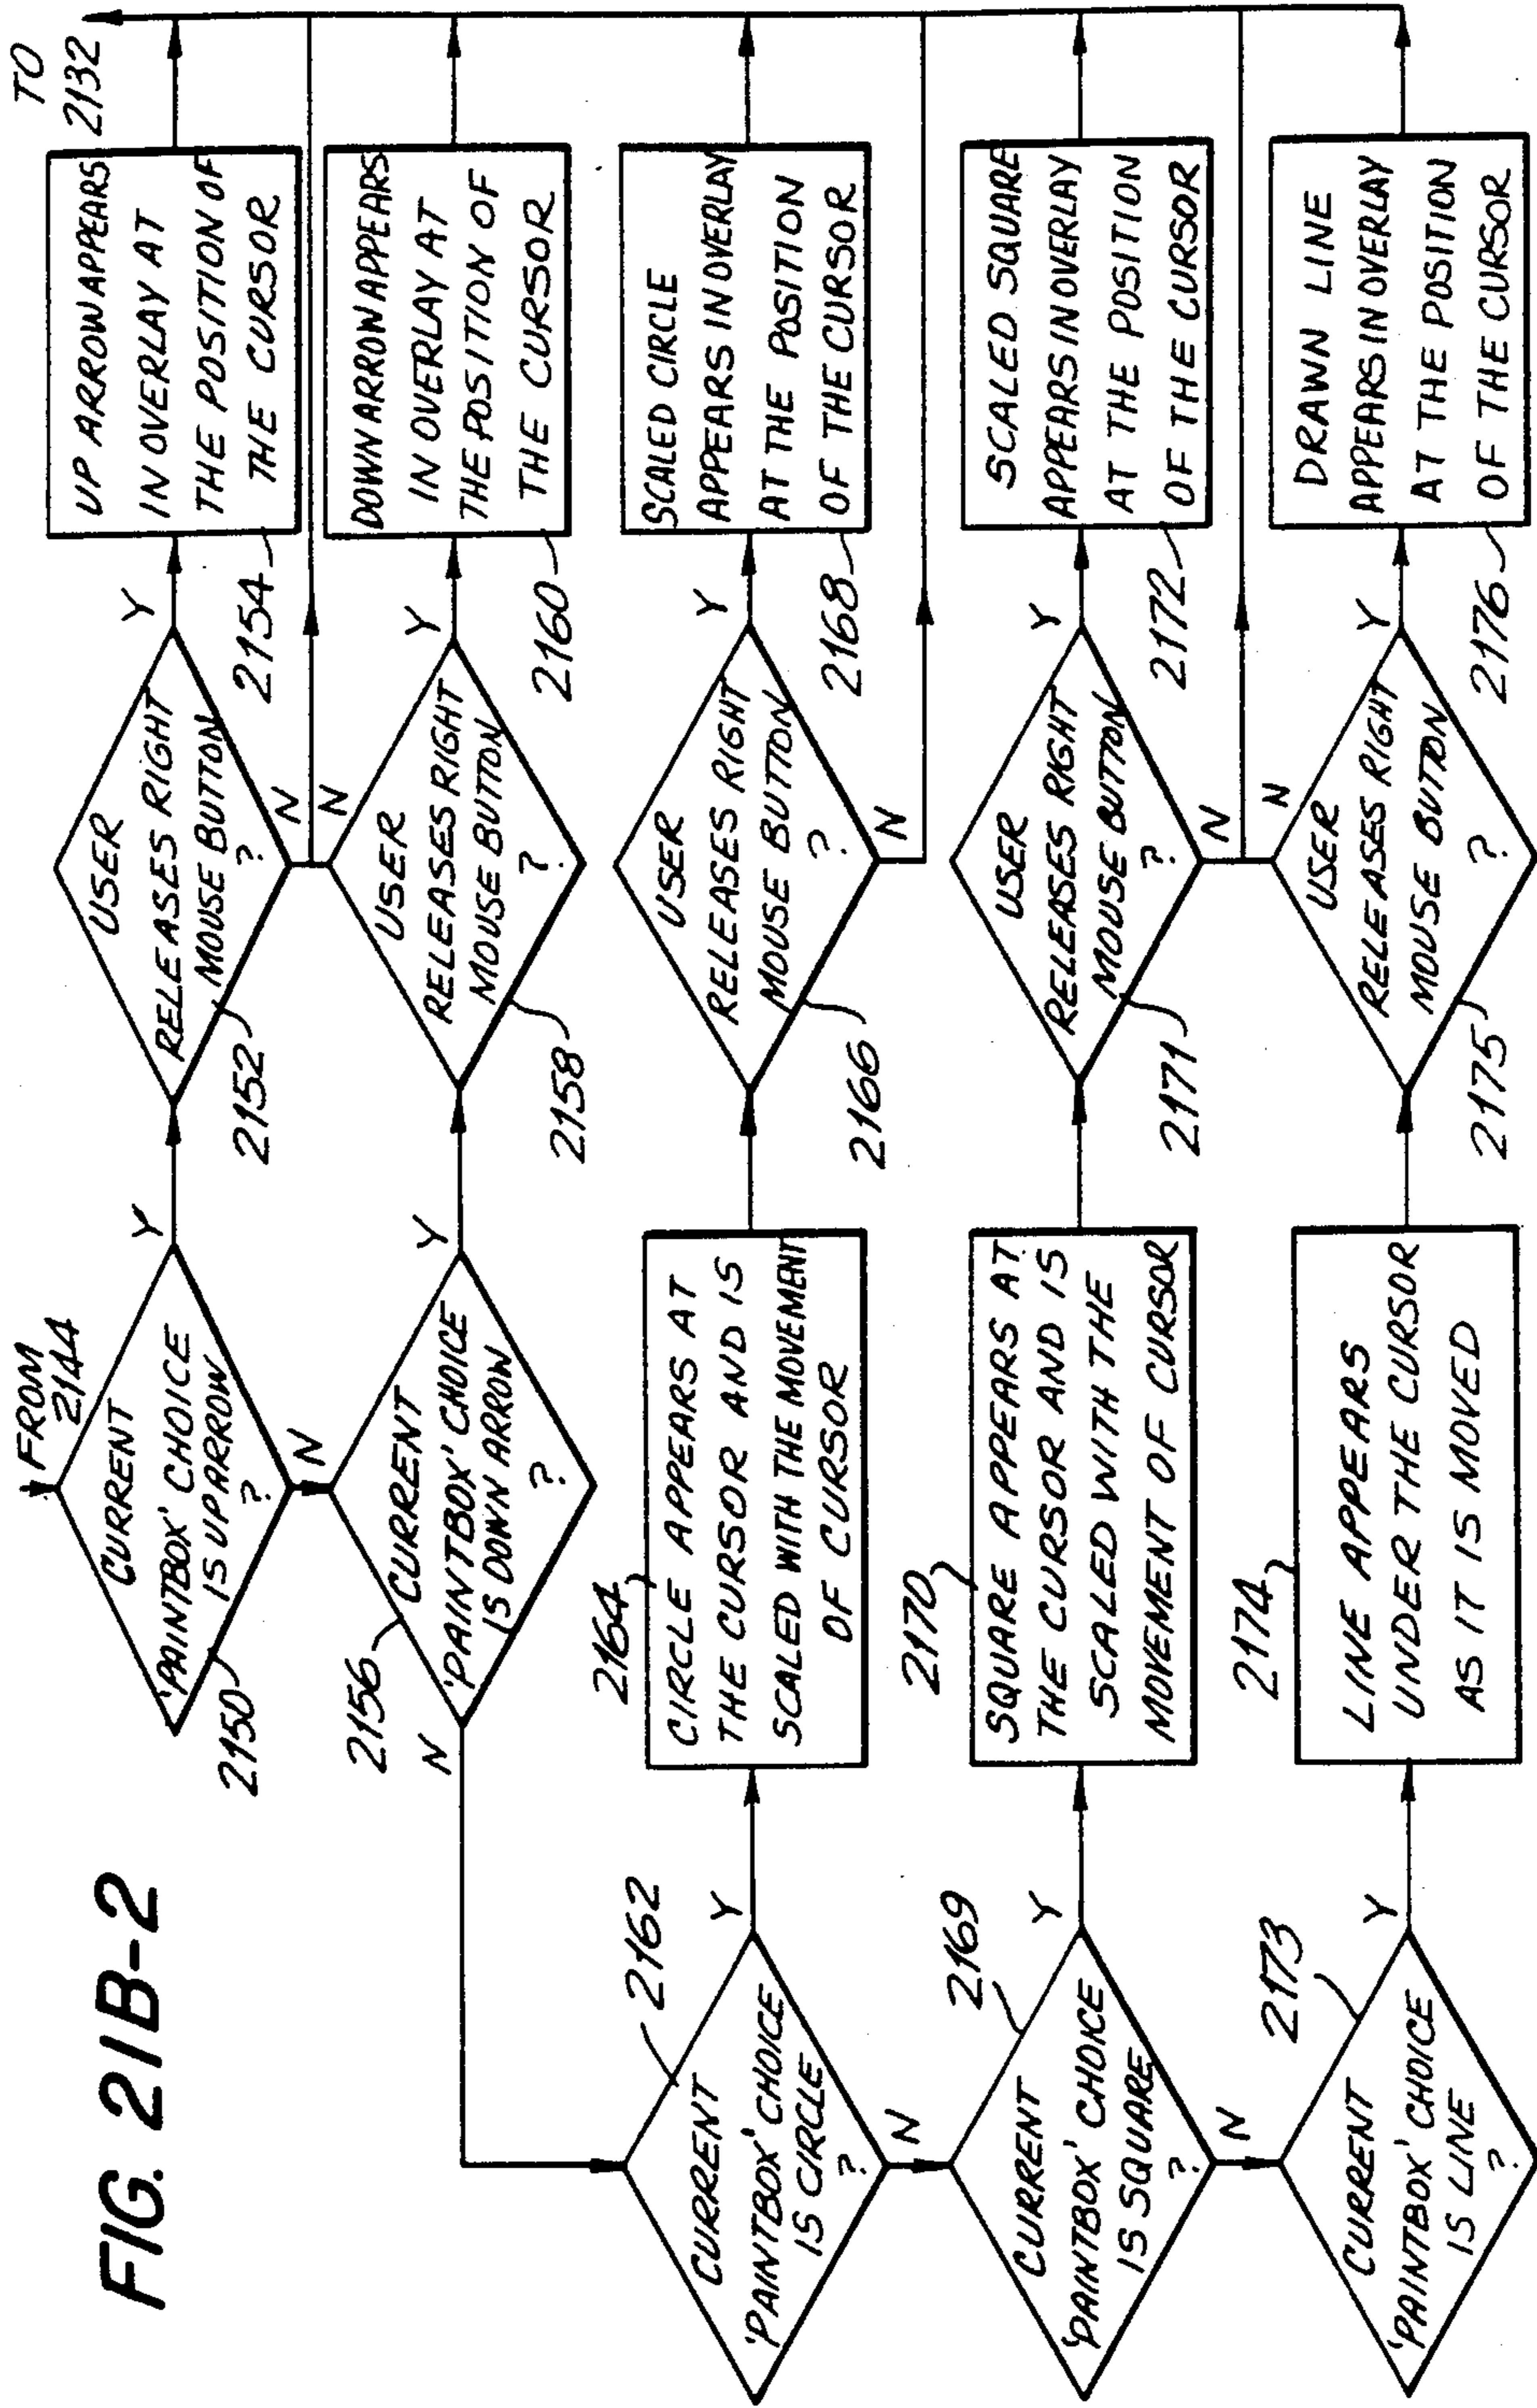 FIG. 21B-2
FROM
2144
CURRENT
'PAINTBOX' CHOICE
IS UP ARROW
?
2150
Y
N
USER
RELEASES RIGHT
MOUSE BUTTON
?
2152
Y
N
UP ARROW APPEARS
IN OVERLAY AT
THE POSITION OF
THE CURSOR
2154
TO
2132
CURRENT
'PAINTBOX' CHOICE
IS DOWN ARROW
?
2156
Y
N
USER
RELEASES RIGHT
MOUSE BUTTON
?
2158
Y
N
DOWN ARROW APPEARS
IN OVERLAY AT
THE POSITION OF
THE CURSOR
2160
CURRENT
'PAINTBOX' CHOICE
IS CIRCLE
?
2162
Y
N
CIRCLE APPEARS AT
THE CURSOR AND IS
SCALED WITH THE MOVEMENT
OF CURSOR
2164
USER
RELEASES RIGHT
MOUSE BUTTON
?
2166
Y
N
SCALED CIRCLE
APPEARS IN OVERLAY
AT THE POSITION
OF THE CURSOR
2168
CURRENT
'PAINTBOX' CHOICE
IS SQUARE
?
2169
Y
N
SQUARE APPEARS AT
THE CURSOR AND IS
SCALED WITH THE
MOVEMENT OF CURSOR
2170
USER
RELEASES RIGHT
MOUSE BUTTON
?
2171
Y
N
SCALED SQUARE
APPEARS IN OVERLAY
AT THE POSITION
OF THE CURSOR
2172
CURRENT
'PAINTBOX' CHOICE
IS LINE
?
2173
Y
LINE APPEARS
UNDER THE CURSOR
AS IT IS MOVED
2174
USER
RELEASES RIGHT
MOUSE BUTTON
?
2175
Y
N
DRAWN LINE
APPEARS IN OVERLAY
AT THE POSITION
OF THE CURSOR
2176